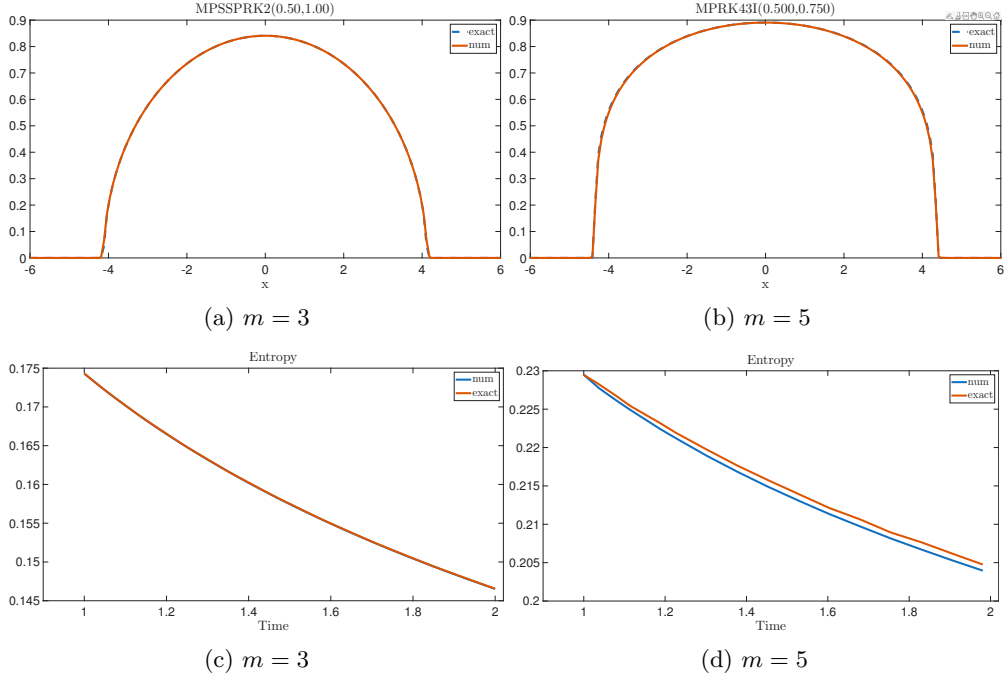 MPSSPRK2(0.50,1.00)
0.9
0.8
0.7
0.6
0.5
0.4
0.3
0.2
0.1
0
-6 -4 -2 0 2 4 6
x
exact
num
(a) m = 3
MPRK43I(0.500,0.750)
0.9
0.8
0.7
0.6
0.5
0.4
0.3
0.2
0.1
0
-6 -4 -2 0 2 4 6
x
exact
num
(b) m = 5
Entropy
0.175
0.17
0.165
0.16
0.155
0.15
0.145
1 1.2 1.4 1.6 1.8 2
Time
num
exact
(c) m = 3
Entropy
0.23
0.225
0.22
0.215
0.21
0.205
0.2
1 1.2 1.4 1.6 1.8 2
Time
num
exact
(d) m = 5